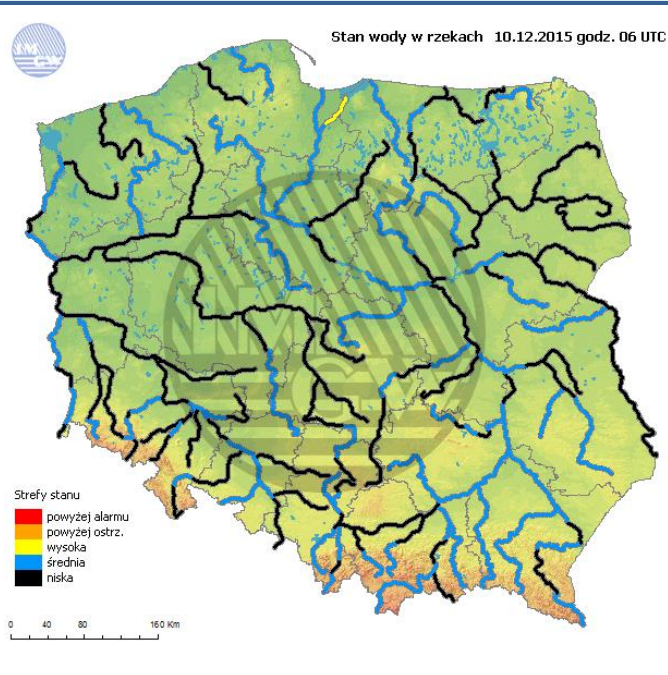 Stan wody w rzekach 10.12.2015 godz. 06 UTC
Strefy stanu
powyżej alarmu
powyżej ostrz.
wysoka
średnia
niska
0 40 80 160 Km